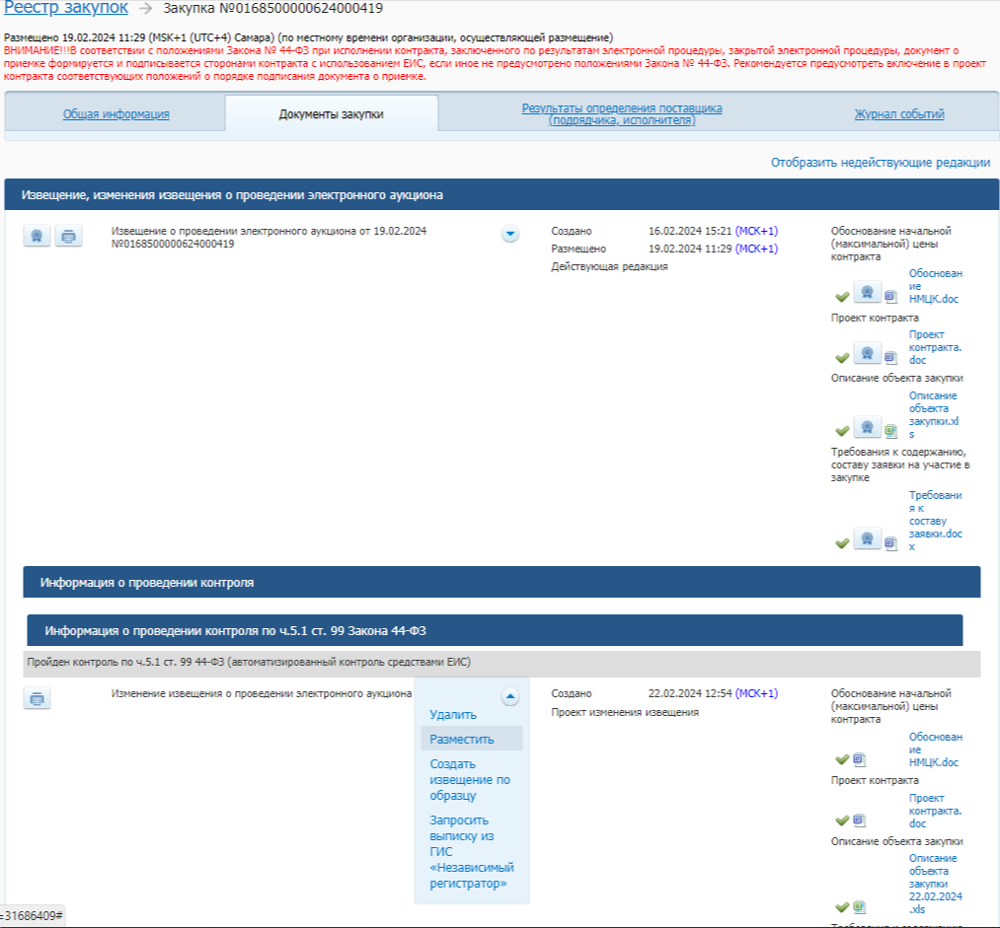 Реестр закупок → Закупка №0168500000624000419
Размещено 19.02.2024 11:29 (MSK+1 (UTC+4) Самара) (по местному времени организации, осуществляющей размещение)
ВНИМАНИЕ!!!В соответствии с положениями Закона № 44-ФЗ при исполнении контракта, заключенного по результатам электронной процедуры, закрытой электронной процедуры, документ о
приемке формируется и подписывается сторонами контракта с использованием ЕИС, если иное не предусмотрено положениями Закона № 44-ФЗ. Рекомендуется предусмотреть включение в проект
контракта соответствующих положений о порядке подписания документа о приемке.
Общая информация
Документы закупки
Результаты определения поставщика
(подрядчика, исполнителя)
Журнал событий
Отобразить недействующие редакции
Извещение, изменения извещения о проведении электронного аукциона
Извещение о проведении электронного аукциона от 19.02.2024
№0168500000624000419
Создано 16.02.2024 15:21 (МСК+1)
Размещено 19.02.2024 11:29 (МСК+1)
Действующая редакция
Обоснование начальной
(максимальной) цены
контракта
Обоснован
ие
НМЦК.doc
Проект контракта
Проект
контракта.
doc
Описание объекта закупки
Описание
объекта
закупки.xl
s
Требования к содержанию,
составу заявки на участие в
закупке
Требовани
я к
составу
заявки.doc
x
Информация о проведении контроля
Информация о проведении контроля по ч.5.1 ст. 99 Закона 44-ФЗ
Пройден контроль по ч.5.1 ст. 99 44-ФЗ (автоматизированный контроль средствами ЕИС)
Изменение извещения о проведении электронного аукциона
Удалить
Разместить
Создать
извещение по
образцу
Запросить
выписку из
ГИС
«Независимый
регистратор»
Создано 22.02.2024 12:54 (МСК+1)
Проект изменения извещения
Обоснование начальной
(максимальной) цены
контракта
Обоснован
ие
НМЦК.doc
Проект контракта
Проект
контракта.
doc
Описание объекта закупки
Описание
объекта
закупки
22.02.2024
.xls
=31686409#